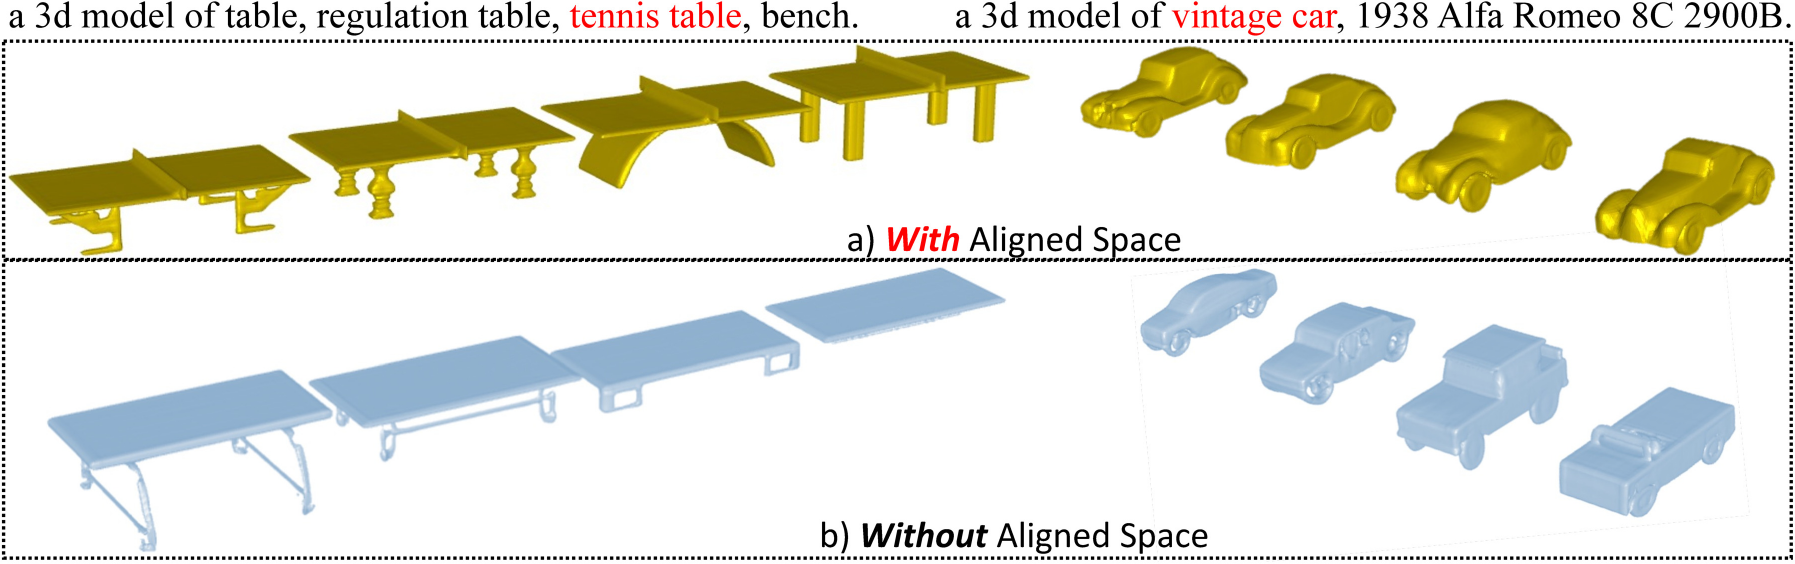 a 3d model of table, regulation table, tennis table, bench.
a 3d model of vintage car, 1938 Alfa Romeo 8C 2900B.
a) With Aligned Space
b) Without Aligned Space